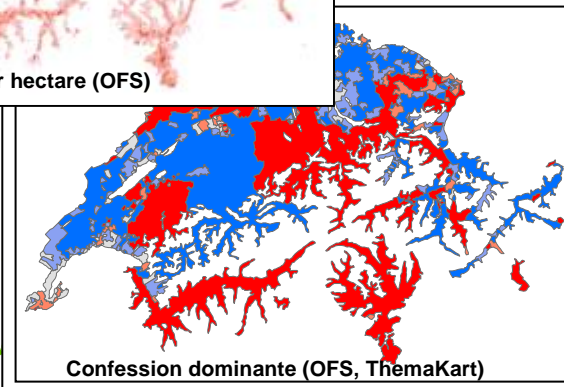 r hectare (OFS)
Confession dominante (OFS, ThemaKart)